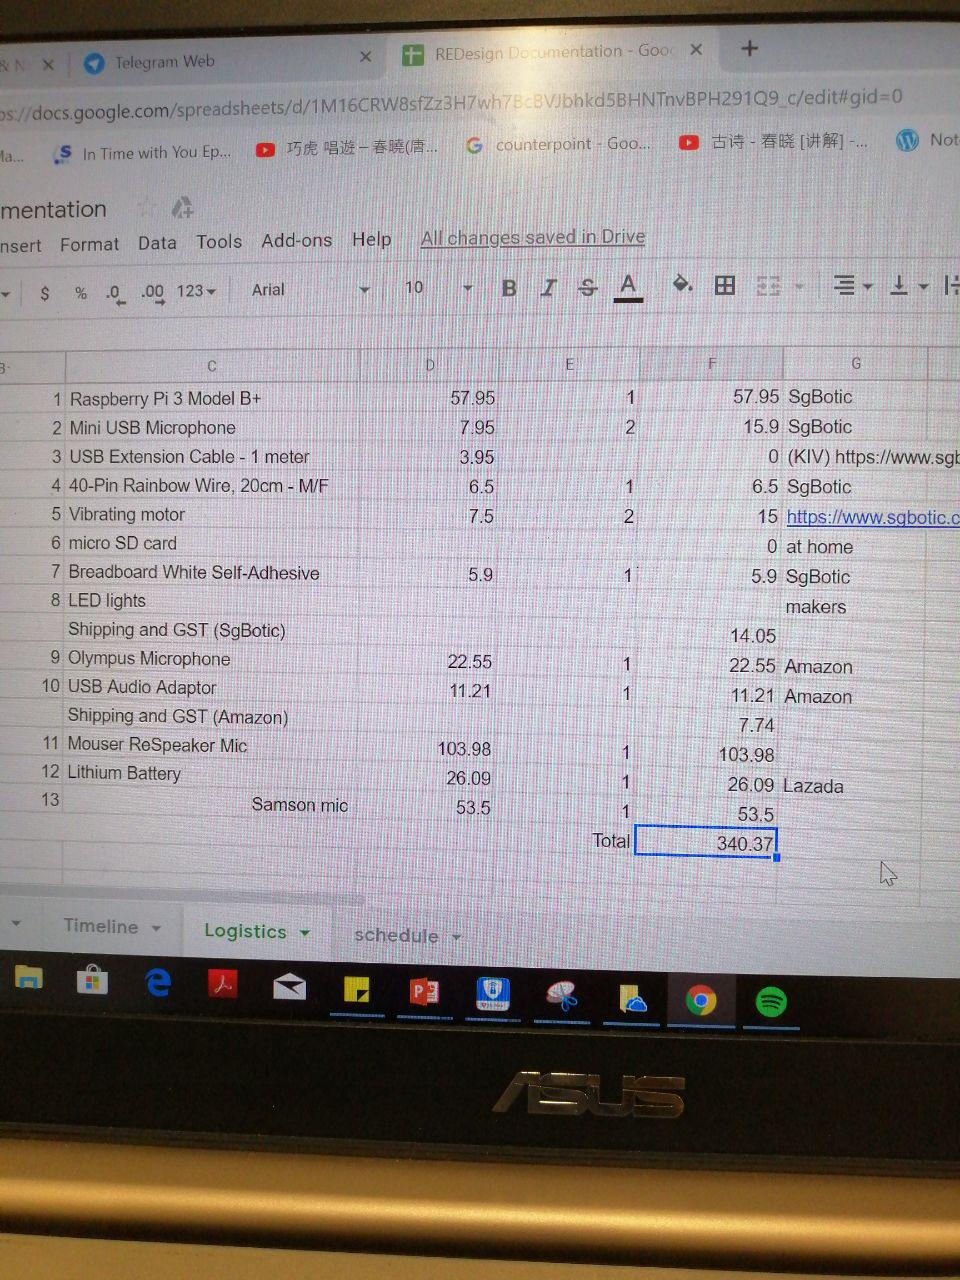 & N
Telegram Web
REDesign Documentation - Goo
ps://docs.google.com/spreadsheets/d/1M16CRW8sfZz3H7wh7BcBVJbhkd5BHNTnvBPH291Q9_c/edit#gid=0
Ma... In Time with You Ep... 巧虎 唱遊－春曉(唐... counterpoint - Goo... 古诗 - 春晓 [讲解] -... Not
mentation
nsert Format Data Tools Add-ons Help All changes saved in Drive
$ % .0 .00 123 Arial 10 B I S A
B C D E F G
1 Raspberry Pi 3 Model B+ 57.95 1 57.95 SgBotic
2 Mini USB Microphone 7.95 2 15.9 SgBotic
3 USB Extension Cable - 1 meter 3.95 0 (KIV) https://www.sgb
4 40-Pin Rainbow Wire, 20cm - M/F 6.5 1 6.5 SgBotic
5 Vibrating motor 7.5 2 15 https://www.sgbotic.c
6 micro SD card 0 at home
7 Breadboard White Self-Adhesive 5.9 1 5.9 SgBotic
8 LED lights makers
Shipping and GST (SgBotic) 14.05
9 Olympus Microphone 22.55 1 22.55 Amazon
10 USB Audio Adaptor 11.21 1 11.21 Amazon
Shipping and GST (Amazon) 7.74
11 Mouser ReSpeaker Mic 103.98 1 103.98
12 Lithium Battery 26.09 1 26.09 Lazada
13 Samson mic 53.5 1 53.5
Total 340.37
Timeline Logistics schedule
ASUS